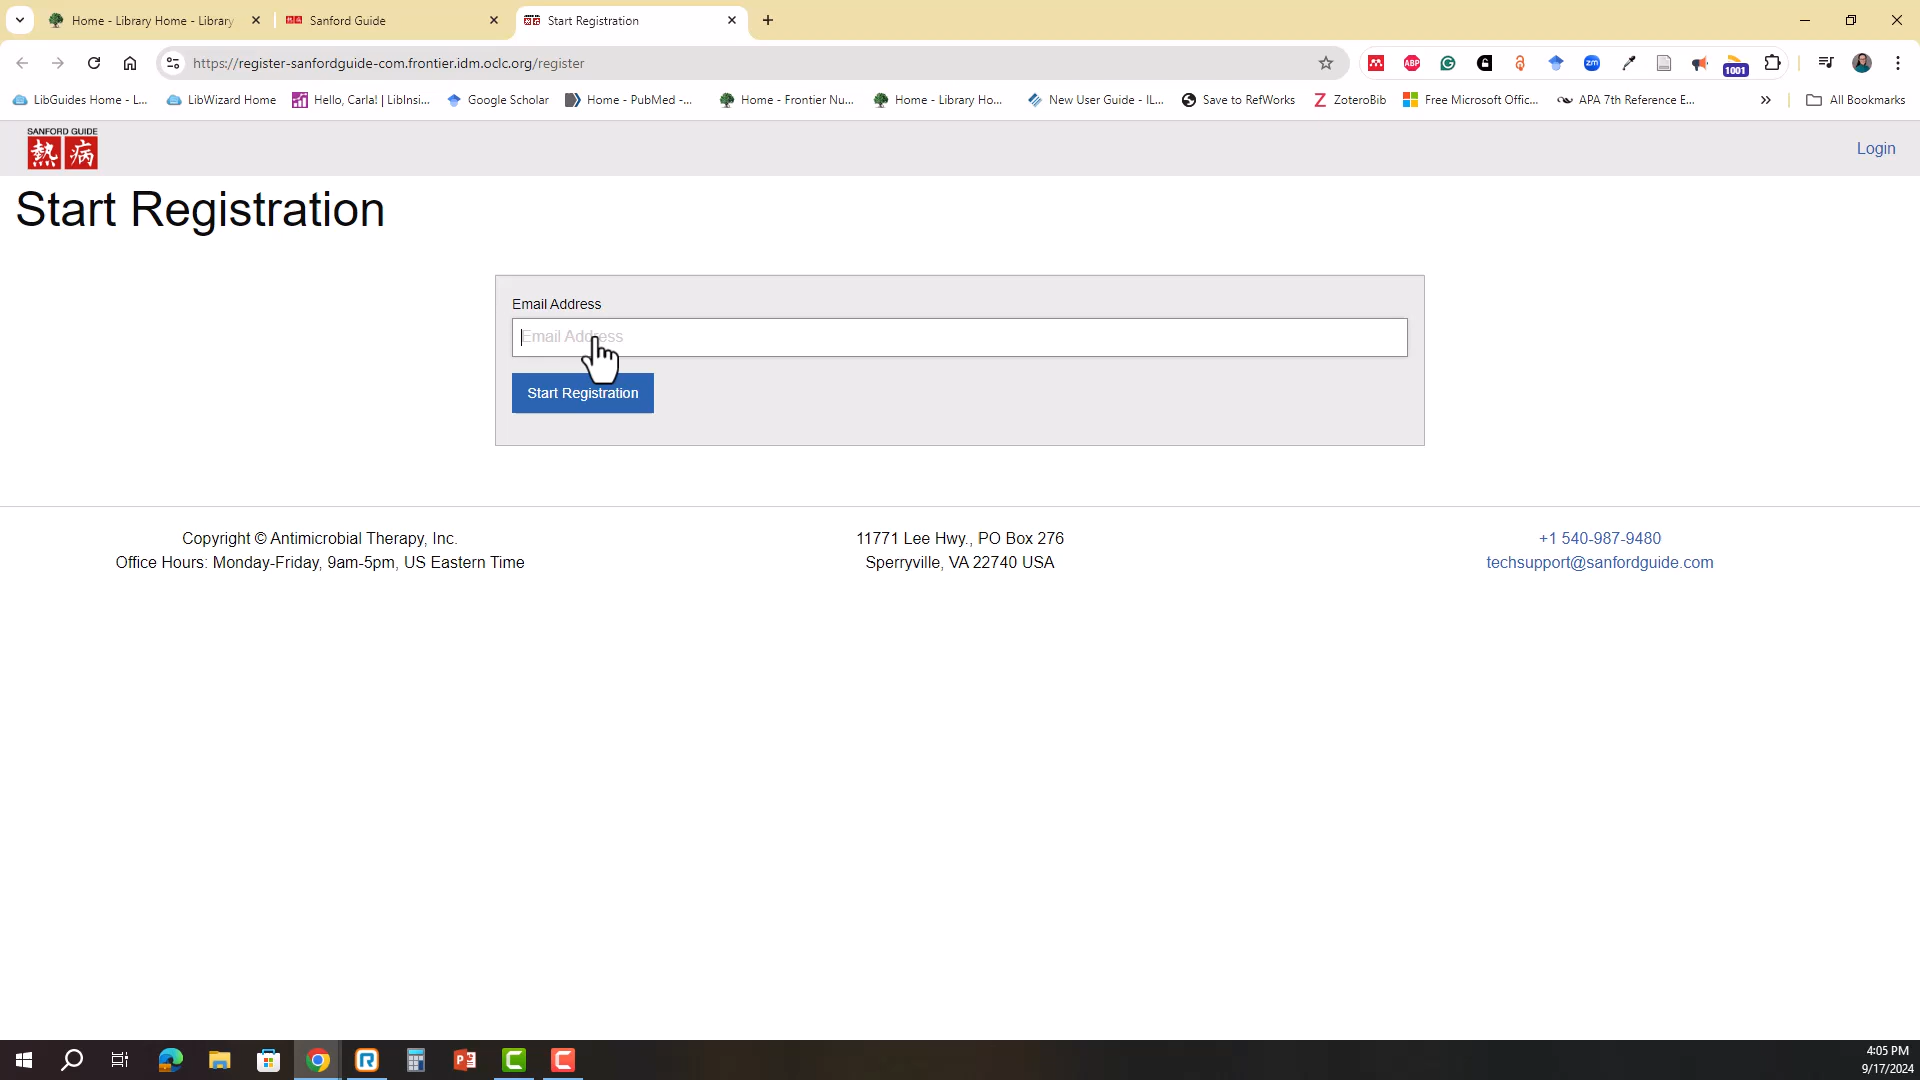 Home - Library Home - Library
Sanford Guide
Start Registration
https://register-sanfordguide-com.frontier.idm.oclc.org/register
ABP
zm
1001
LibGuides Home - L...
LibWizard Home
Hello, Carla! | LibInsi...
Google Scholar
Home - PubMed -...
Home - Frontier Nu...
Home - Library Ho...
New User Guide - IL...
Save to RefWorks
ZoteroBib
Free Microsoft Offic...
APA 7th Reference E...
All Bookmarks
SANFORD GUIDE
熱病
Login
Start Registration
Email Address
Email Address
Start Registration
Copyright © Antimicrobial Therapy, Inc.
Office Hours: Monday-Friday, 9am-5pm, US Eastern Time
11771 Lee Hwy., PO Box 276
Sperryville, VA 22740 USA
+1 540-987-9480
techsupport@sanfordguide.com
4:05 PM
9/17/2024